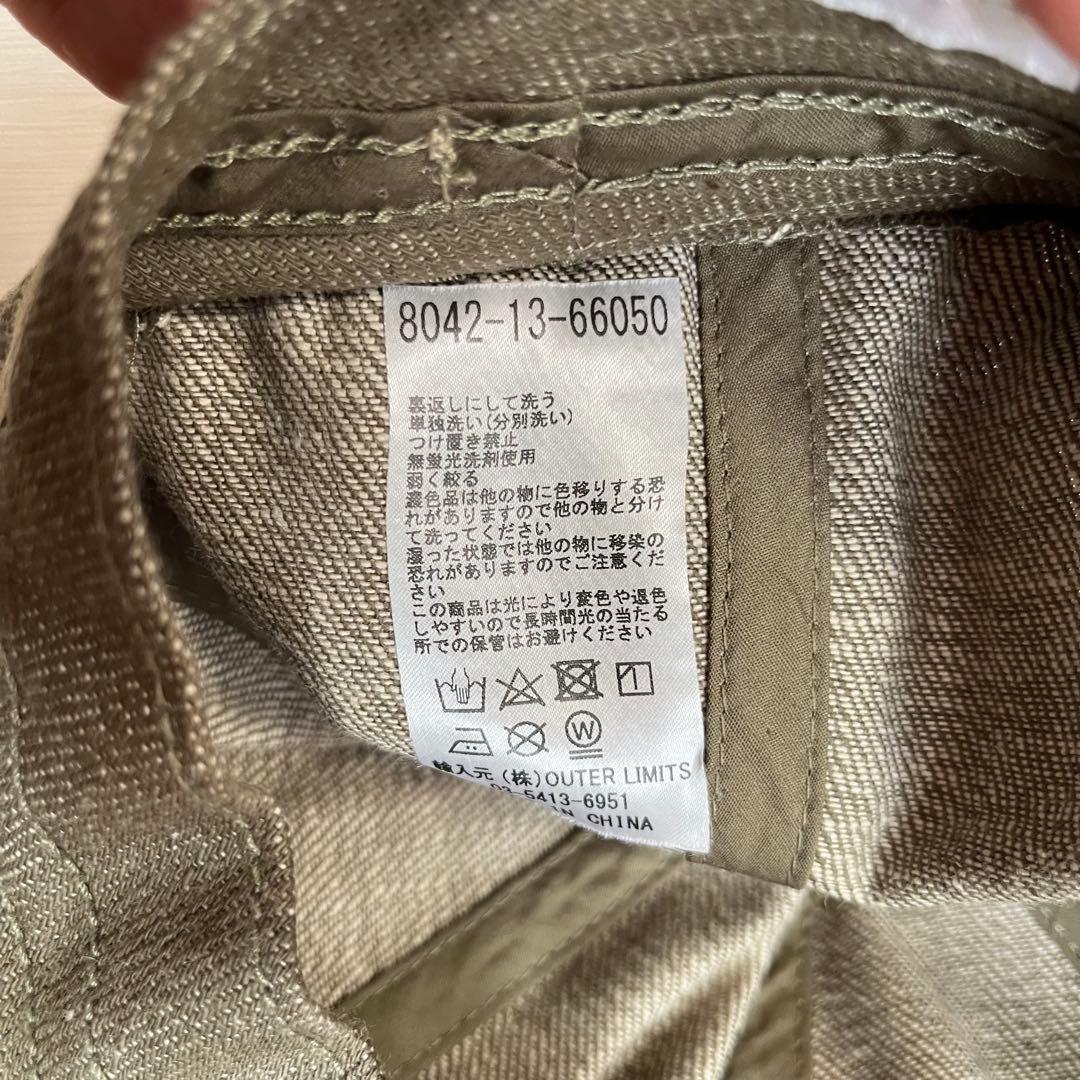 8042-13-66050
裏返しにして洗う
単独洗い(分別洗い)
つけ置き禁止
無蛍光洗剤使用
弱く絞る
濃色品は他の物に色移りする恐
れがありますので他の物と分け
て洗ってください
湿った状態では他の物に移染の
恐れがありますのでご注意くだ
さい
この商品は光により変色や退色
しやすいので長時間光の当たる
所での保管はお避けください
W
輸入元 (株)OUTER LIMITS
03-5413-6951
IN CHINA